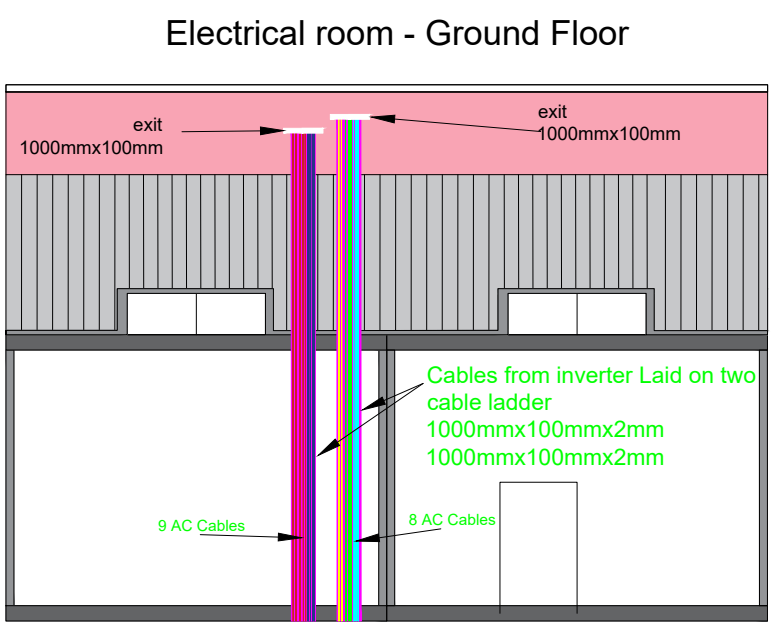 Electrical room - Ground Floor
exit
1000mmx100mm
exit
1000mmx100mm
Cables from inverter Laid on two
cable ladder
1000mmx100mmx2mm
1000mmx100mmx2mm
9 AC Cables
8 AC Cables